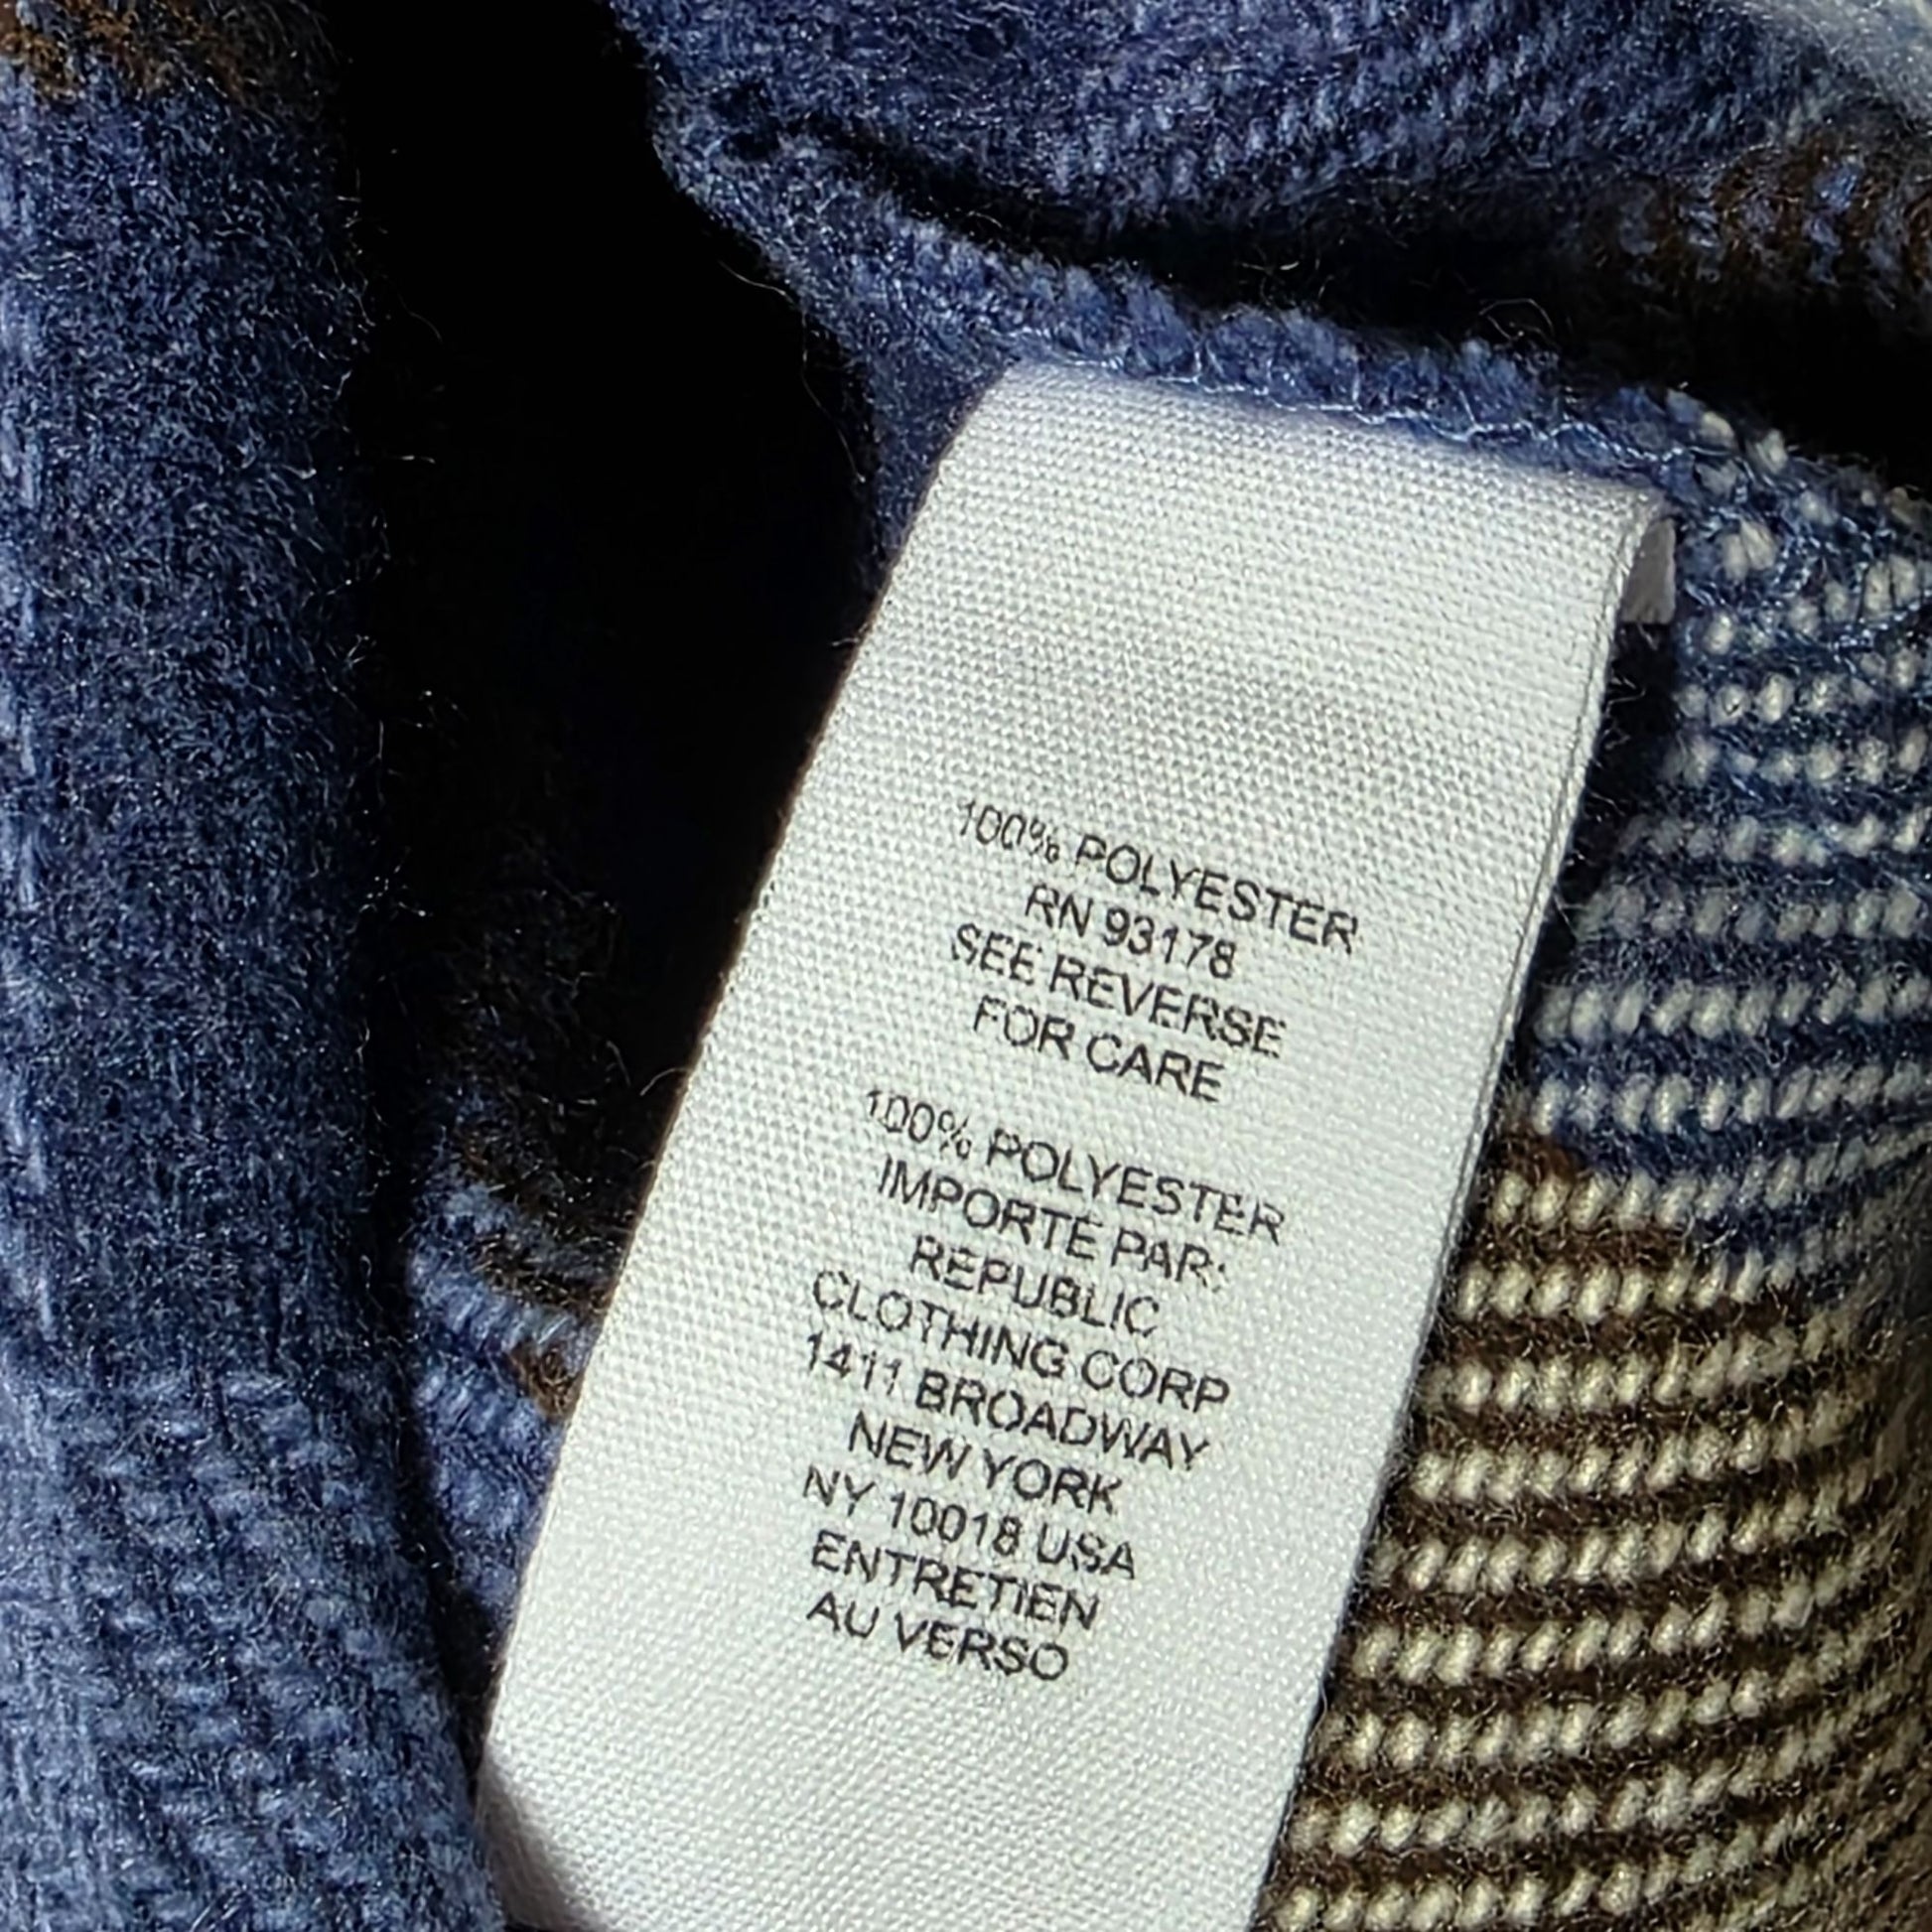 100% POLYESTER
RN 93178
SEE REVERSE
FOR CARE
100% POLYESTER
IMPORTÉ PAR:
REPUBLIC
CLOTHING CORP
1411 BROADWAY
NEW YORK
NY 10018 USA
ENTRETIEN
AU VERSO